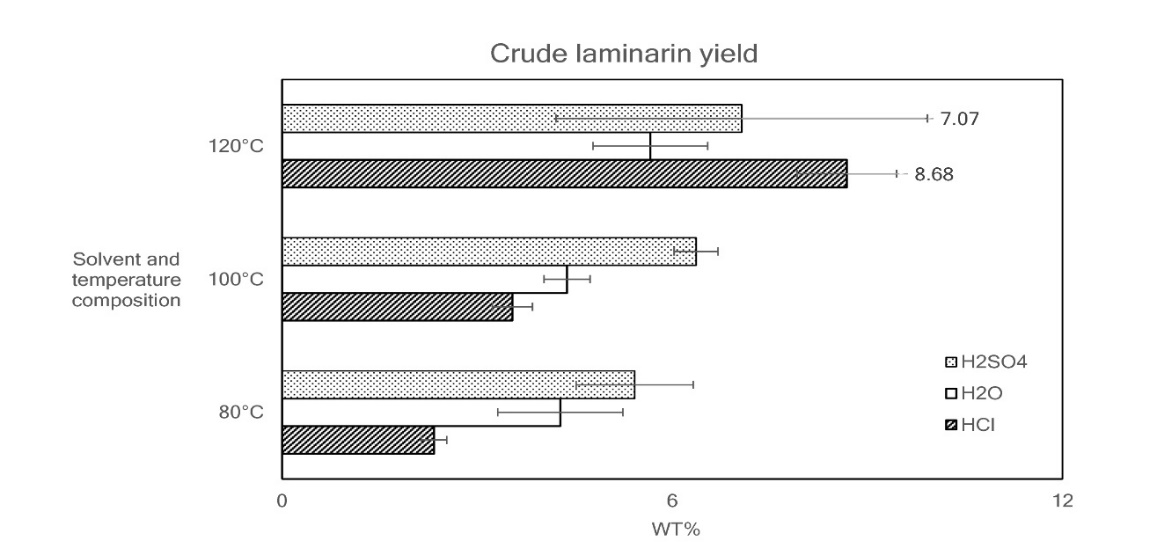 Crude laminarin yield
7.07
120°C
8.68
Solvent and
temperature
composition
100°C
H2SO4
H2O
HCl
80°C
0
6
12
WT%